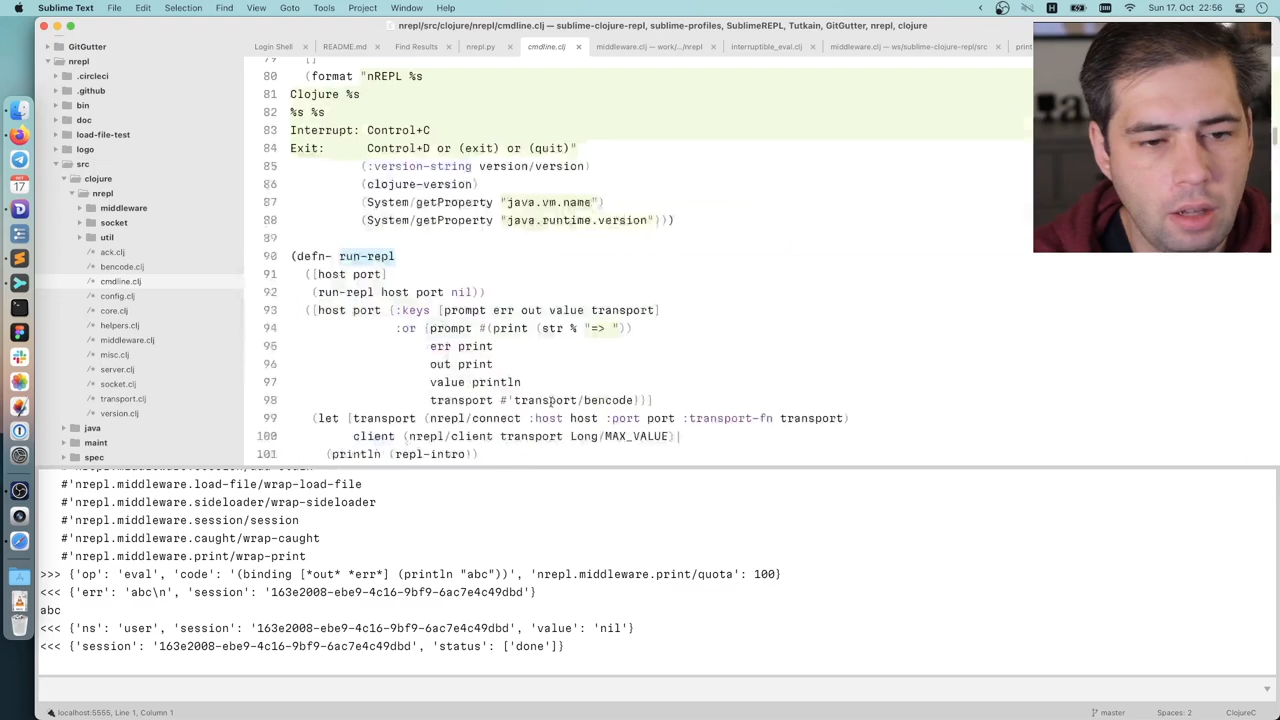 Sublime Text File Edit Selection Find View Goto Tools Project Window Help Sun 17. Oct 22:56
nrepl/src/clojure/nrepl/cmdline.clj — sublime-clojure-repl, sublime-profiles, SublimeREPL, Tutkain, GitGutter, nrepl, clojure
Login Shell README.md Find Results nrepl.py cmdline.clj middleware.clj — work/.../nrepl interruptible_eval.clj middleware.clj — ws/sublime-clojure-repl/src print
GitGutter
nrepl
.circleci
.github
bin
doc
load-file-test
logo
src
clojure
nrepl
middleware
socket
util
ack.clj
bencode.clj
cmdline.clj
config.clj
core.clj
helpers.clj
middleware.clj
misc.clj
server.clj
socket.clj
transport.clj
version.clj
java
maint
spec
79 []
80 (format "nREPL %s
81 Clojure %s
82 %s %s
83 Interrupt: Control+C
84 Exit: Control+D or (exit) or (quit)"
85 (:version-string version/version)
86 (clojure-version)
87 (System/getProperty "java.vm.name")
88 (System/getProperty "java.runtime.version")))
89
90 (defn- run-repl
91 ([host port]
92 (run-repl host port nil))
93 ([host port {:keys [prompt err out value transport]
94 :or {prompt #(print (str % "=> "))
95 err print
96 out print
97 value println
98 transport #'transport/bencode}}]
99 (let [transport (nrepl/connect :host host :port port :transport-fn transport)
100 client (nrepl/client transport Long/MAX_VALUE)]
101 (println (repl-intro))
#'nrepl.middleware.load-file/wrap-load-file
#'nrepl.middleware.sideloader/wrap-sideloader
#'nrepl.middleware.session/session
#'nrepl.middleware.caught/wrap-caught
#'nrepl.middleware.print/wrap-print
>>> {'op': 'eval', 'code': '(binding [*out* *err*] (println "abc"))', 'nrepl.middleware.print/quota': 100}
<<< {'err': 'abc\n', 'session': '163e2008-ebe9-4c16-9bf9-6ac7e4c49dbd'}
abc
<<< {'ns': 'user', 'session': '163e2008-ebe9-4c16-9bf9-6ac7e4c49dbd', 'value': 'nil'}
<<< {'session': '163e2008-ebe9-4c16-9bf9-6ac7e4c49dbd', 'status': ['done']}
localhost:5555, Line 1, Column 1 master Spaces: 2 ClojureC